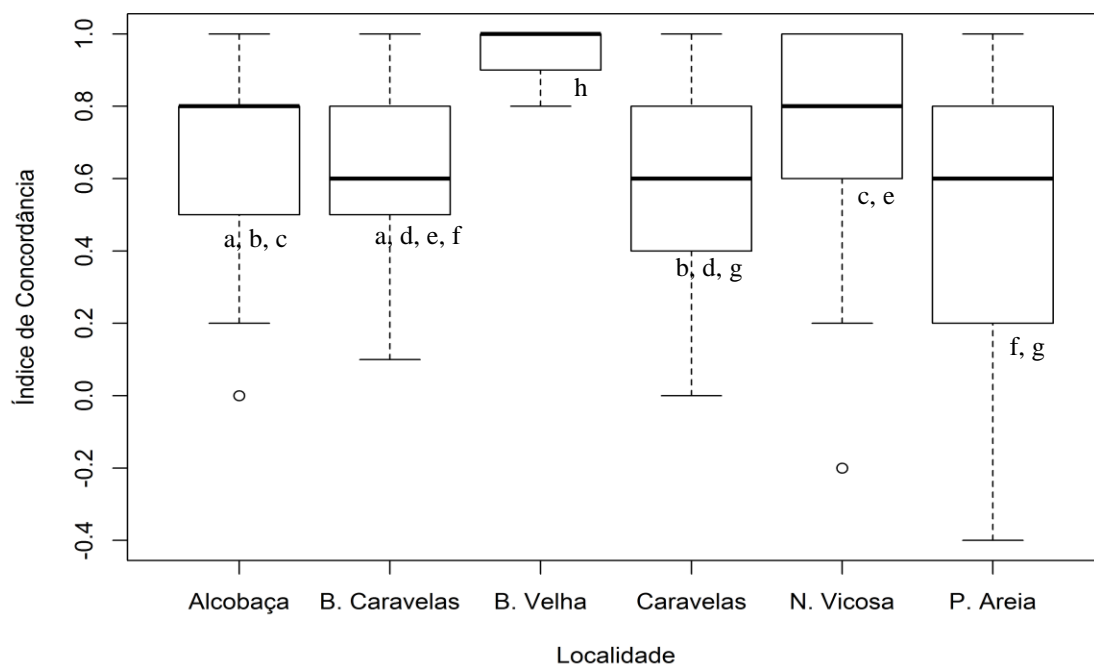 1.0
0.8
0.6
0.4
0.2
0.0
-0.2
-0.4
Índice de Concordância
h
c, e
a, b, c
a, d, e, f
b, d, g
f, g
Alcobaça B. Caravelas B. Velha Caravelas N. Vicosa P. Areia
Localidade